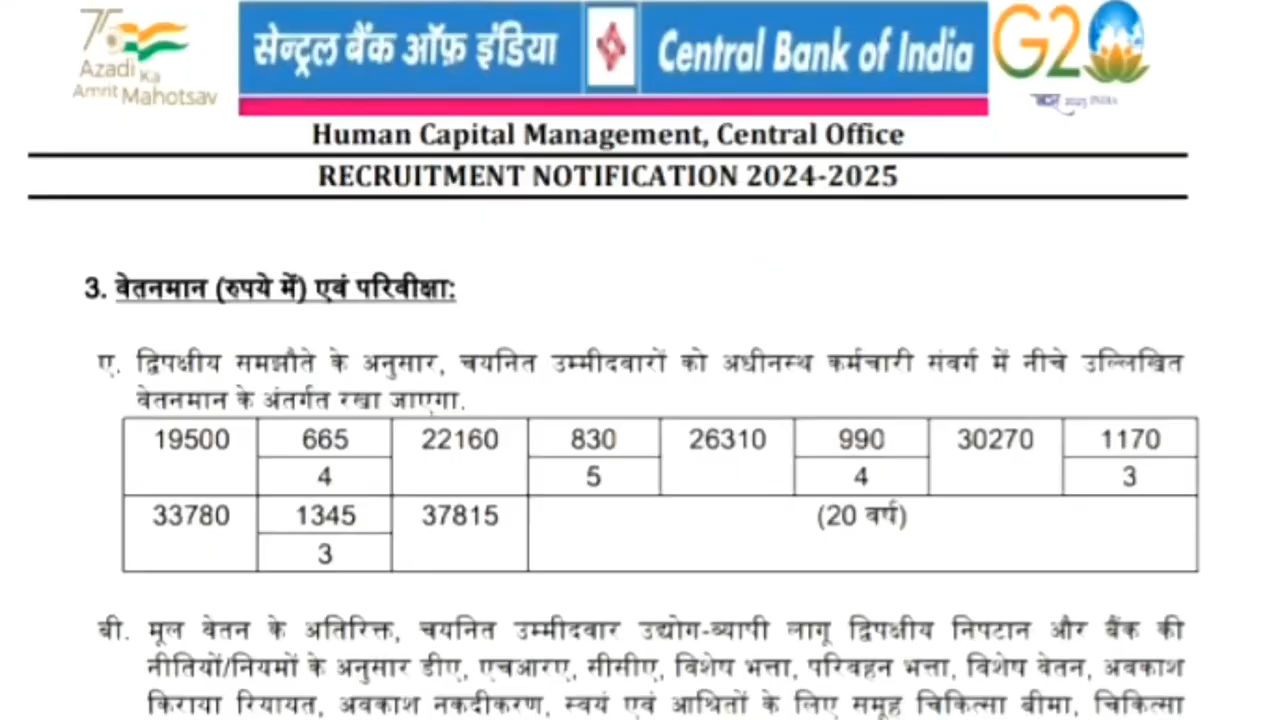 75
Azadi Ka
Amrit Mahotsav
सेन्ट्रल बैंक ऑफ़ इंडिया Central Bank of India
G20
2023 INDIA
Human Capital Management, Central Office
RECRUITMENT NOTIFICATION 2024-2025
3. वेतनमान (रुपये में) एवं परिवीक्षा:
ए. द्विपक्षीय समझौते के अनुसार, चयनित उम्मीदवारों को अधीनस्थ कर्मचारी संवर्ग में नीचे उल्लिखित
वेतनमान के अंतर्गत रखा जाएगा.
19500 665 22160 830 26310 990 30270 1170
4 5 4 3
33780 1345 37815 (20 वर्ष)
3
बी. मूल वेतन के अतिरिक्त, चयनित उम्मीदवार उद्योग-व्यापी लागू द्विपक्षीय निपटान और बैंक की
नीतियों/नियमों के अनुसार डीए, एचआरए, सीसीए, विशेष भत्ता, परिवहन भत्ता, विशेष वेतन, अवकाश
किराया रियायत, अवकाश नकदीकरण, स्वयं एवं आश्रितों के लिए समूह चिकित्सा बीमा, चिकित्सा